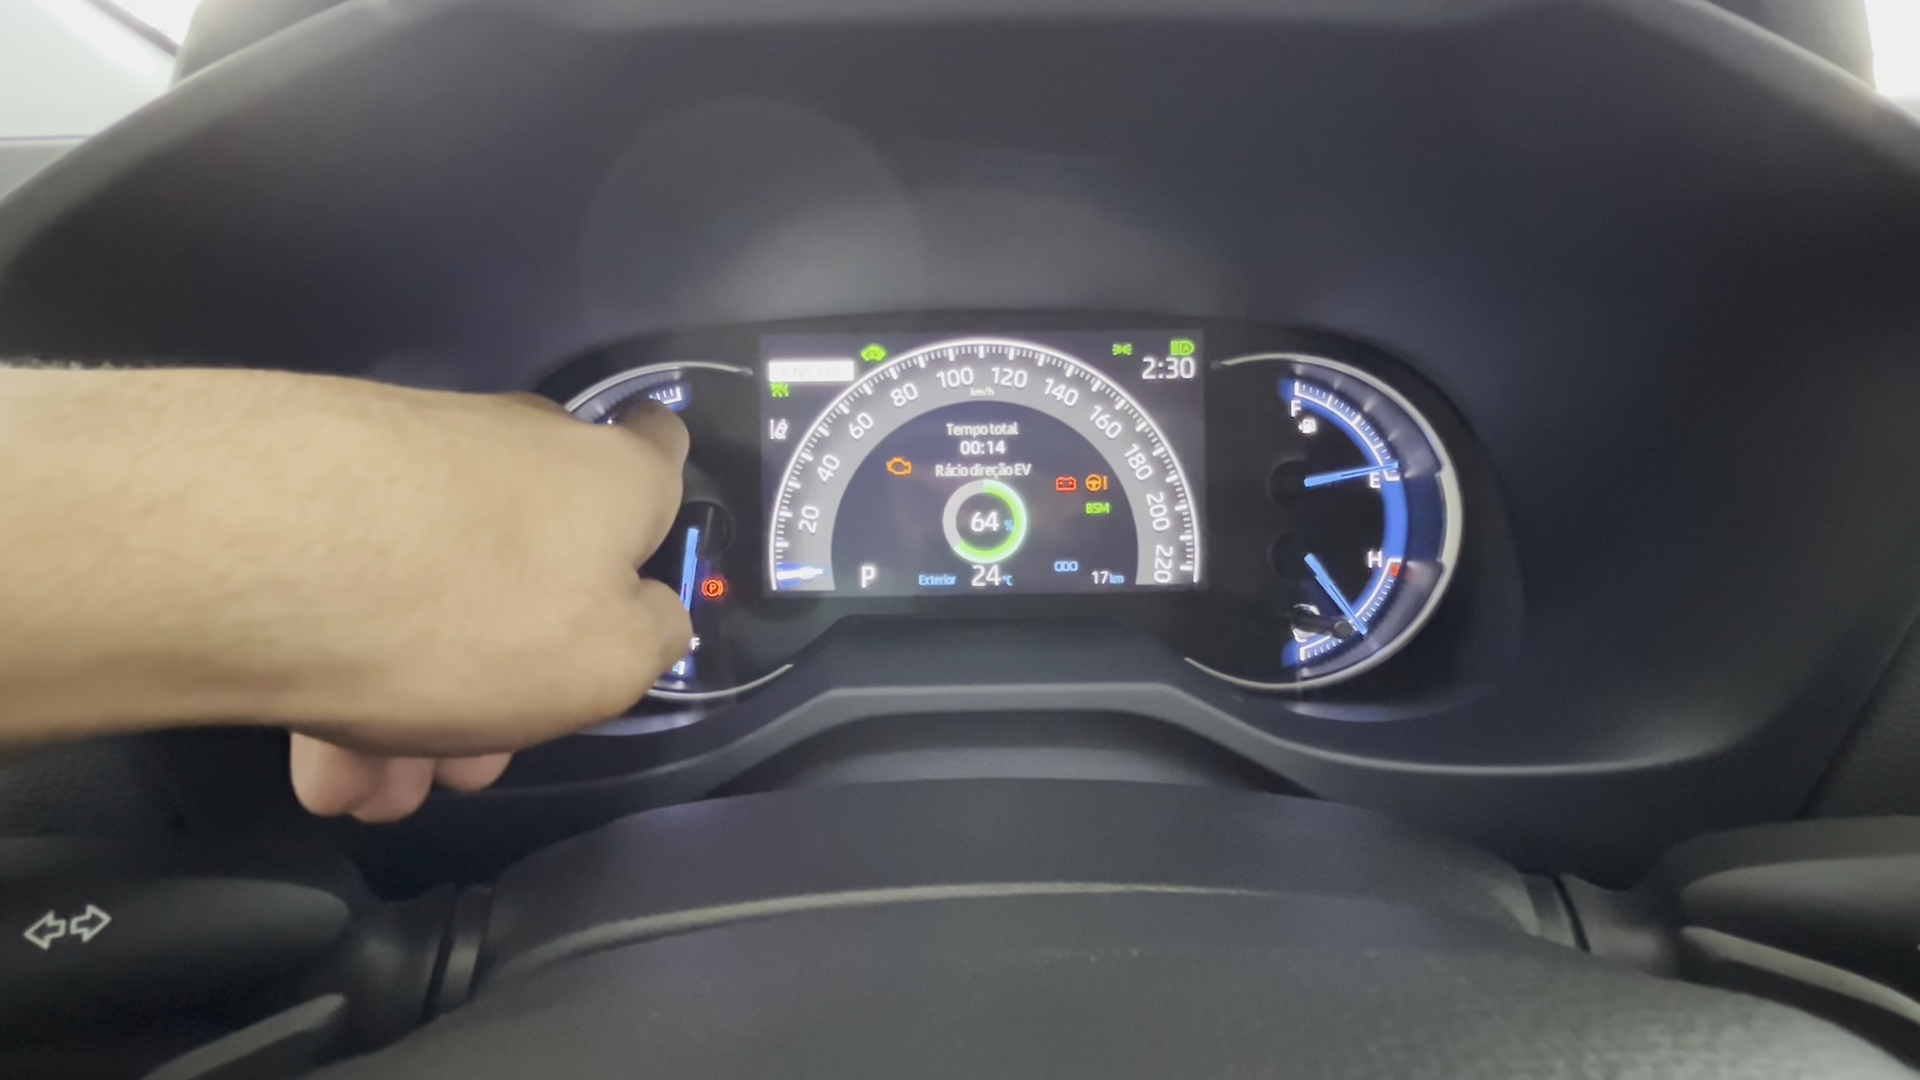 2:30
20
40
60
80
100
120
140
160
180
200
220
km/h
Tempo total
00:14
Rácio direção EV
64 %
BSM
P
Exterior 24°C
ODO
17 km
F
E
H
C
P
F